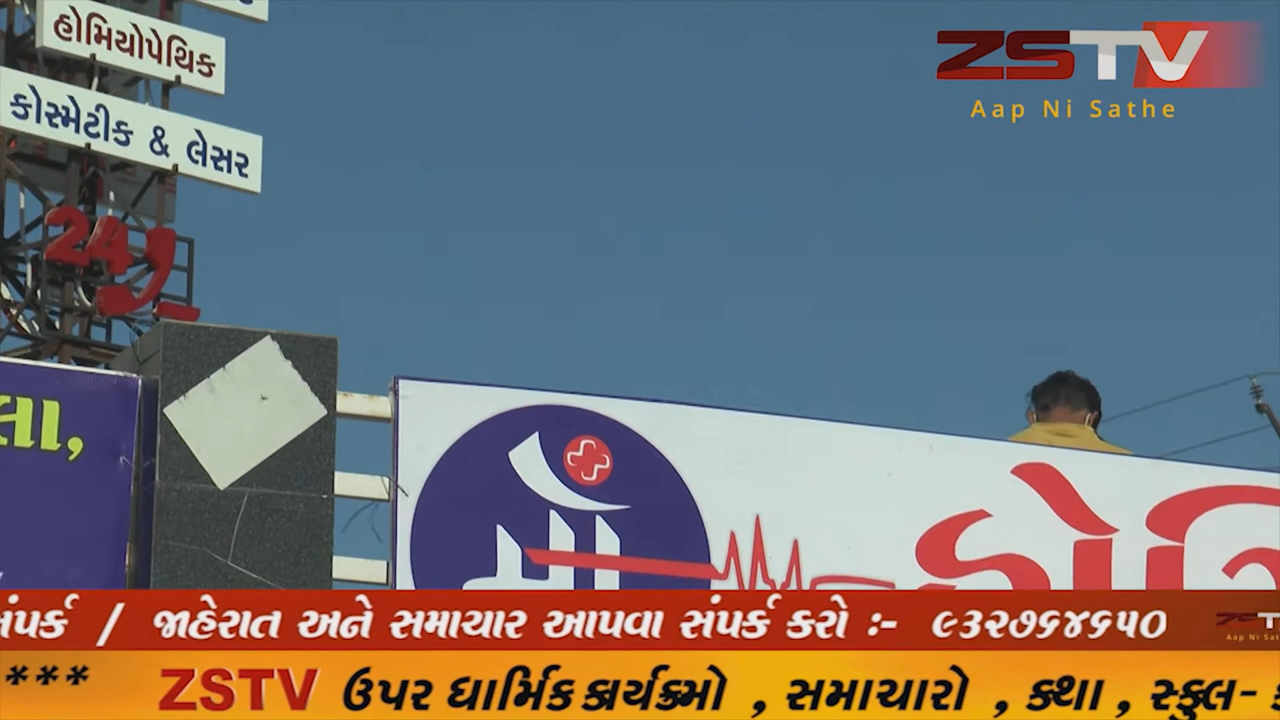 હોમિયોપેથિક
કોસ્મેટીક & લેસર
24
ZSTV
Aap Ni Sathe
લા,
માઁ
સંપર્ક / જાહેરાત અને સમાચાર આપવા સંપર્ક કરો :- ૯૩૨૭૬૪૬૫૦
*** ZSTV ઉપર ધાર્મિક કાર્યક્રમો , સમાચારો , કથા , સ્કુલ-